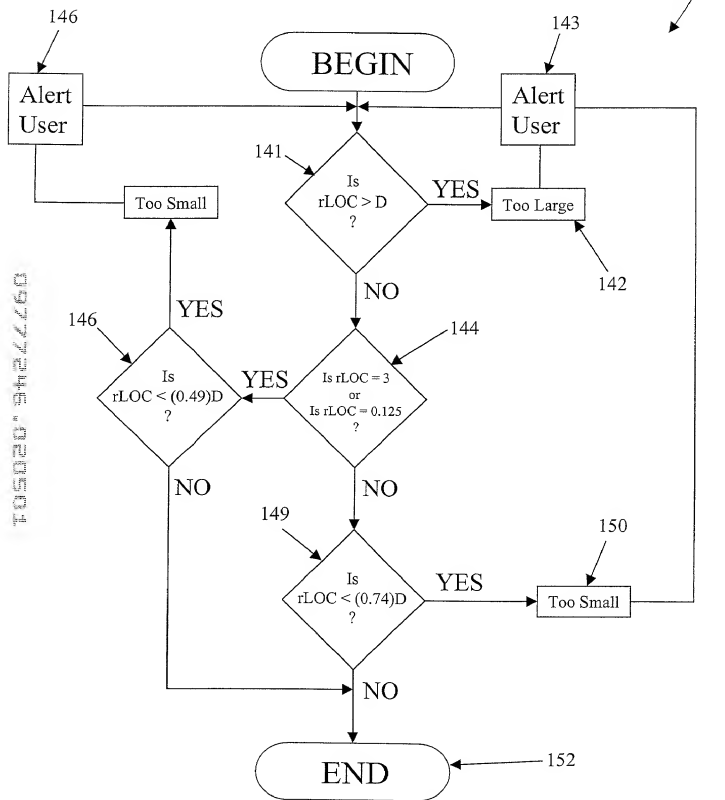 146
143
BEGIN
Alert
User
Alert
User
141
Is
rLOC > D
?
YES
Too Large
Too Small
142
NO
YES
146
144
Is
rLOC < (0.49)D
?
YES
Is rLOC = 3
or
Is rLOC = 0.125
?
NO
NO
149
150
Is
rLOC < (0.74)D
?
YES
Too Small
NO
END
152